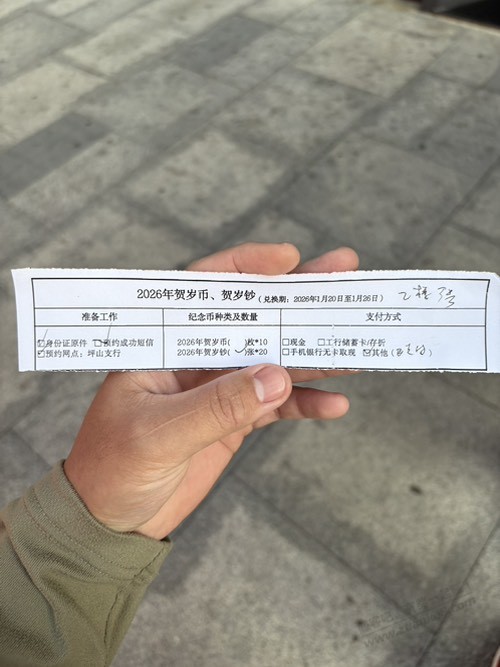 2026年贺岁币、贺岁钞(兑换期:2026年1月20日至1月26日)
准备工作 纪念币种类及数量 支付方式
☑身份证原件 ☐预约成功短信 2026年贺岁币( )枚*10 ☐现金 ☐工行储蓄卡/存折
☑预约网点:坪山支行 2026年贺岁钞( )张*20 ☐手机银行无卡取现 ☑其他( )